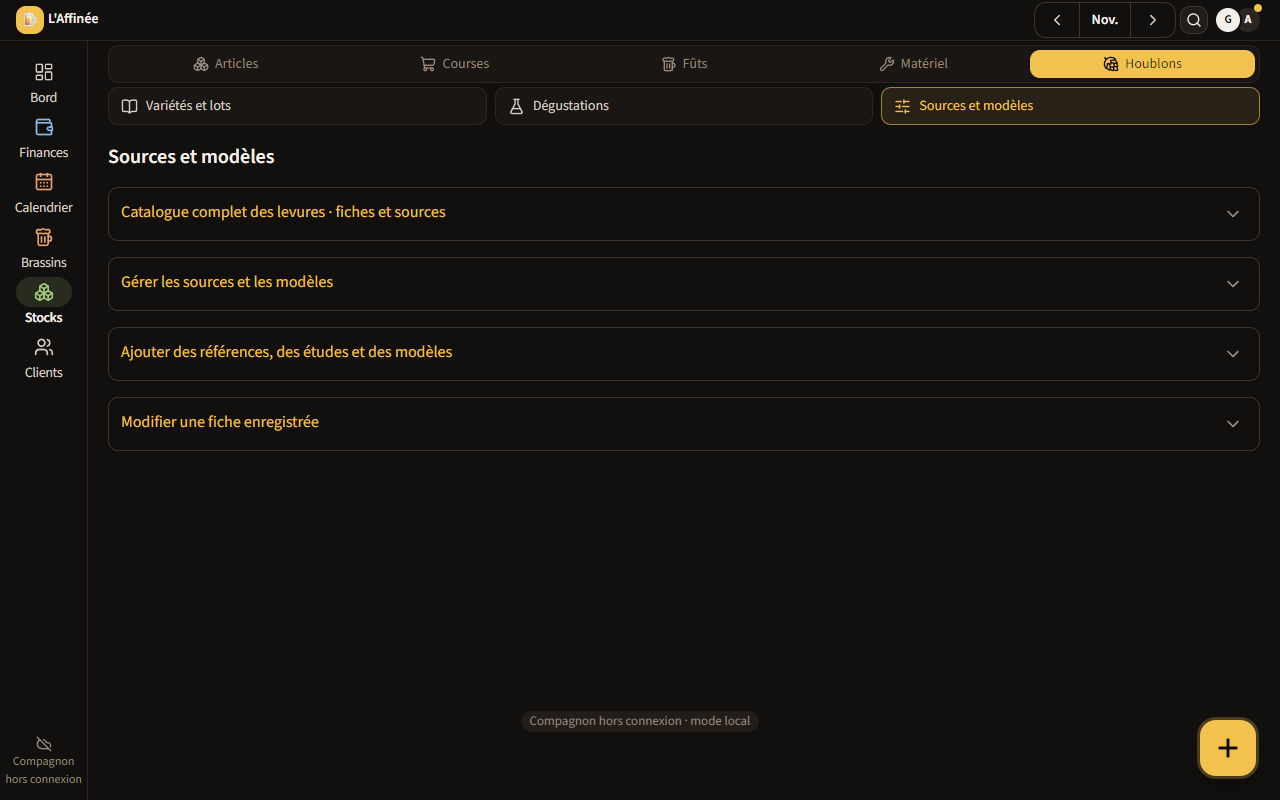 L'Affinée
Nov.
G
A
Bord
Finances
Calendrier
Brassins
Stocks
Clients
Compagnon
hors connexion
Articles
Courses
Fûts
Matériel
Houblons
Variétés et lots
Dégustations
Sources et modèles
Sources et modèles
Catalogue complet des levures · fiches et sources
Gérer les sources et les modèles
Ajouter des références, des études et des modèles
Modifier une fiche enregistrée
Compagnon hors connexion · mode local